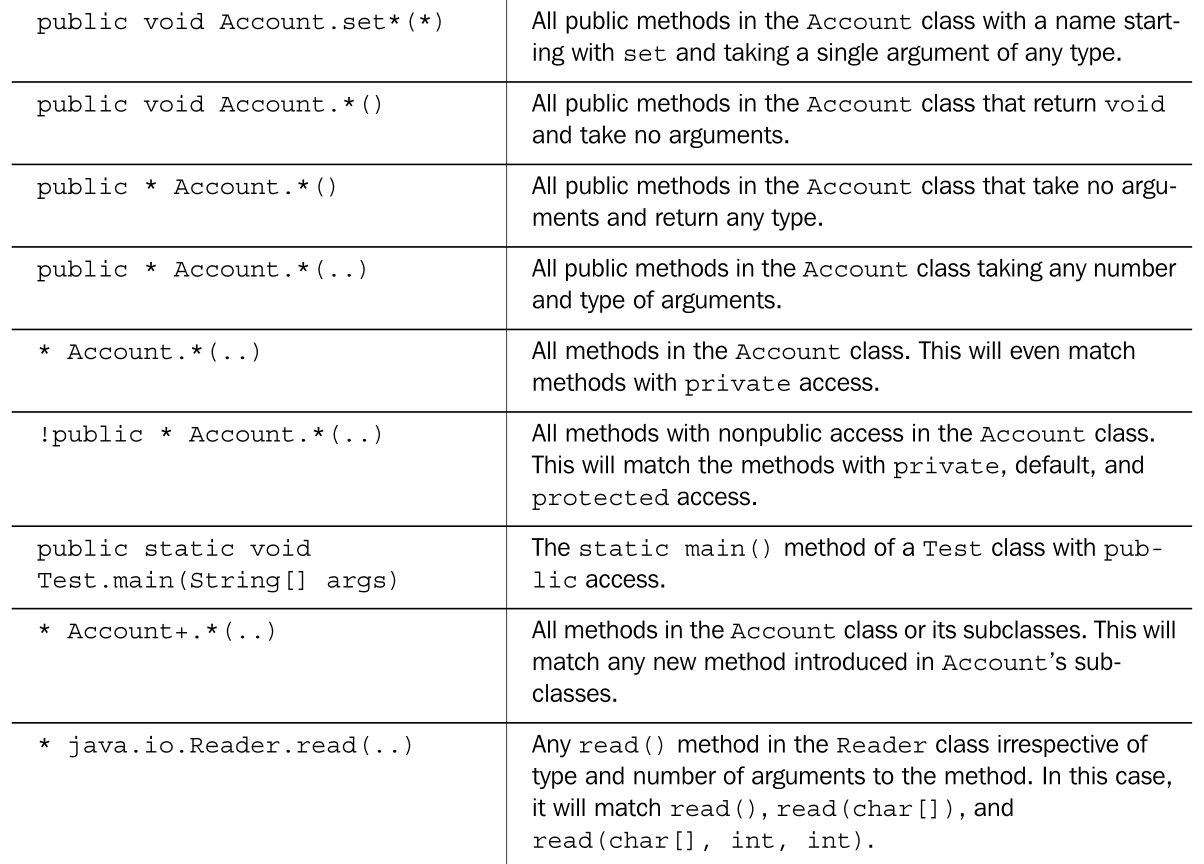 public void Account.set*(*)
All public methods in the Account class with a name start-
ing with set and taking a single argument of any type.
public void Account.*()
All public methods in the Account class that return void
and take no arguments.
public * Account.*()
All public methods in the Account class that take no argu-
ments and return any type.
public * Account.*(..)
All public methods in the Account class taking any number
and type of arguments.
* Account.*(..)
All methods in the Account class. This will even match
methods with private access.
!public * Account.*(..)
All methods with nonpublic access in the Account class.
This will match the methods with private, default, and
protected access.
public static void
Test.main(String[] args)
The static main() method of a Test class with pub-
lic access.
* Account+.*(..)
All methods in the Account class or its subclasses. This will
match any new method introduced in Account’s sub-
classes.
* java.io.Reader.read(..)
Any read() method in the Reader class irrespective of
type and number of arguments to the method. In this case,
it will match read(), read(char[]), and
read(char[], int, int).